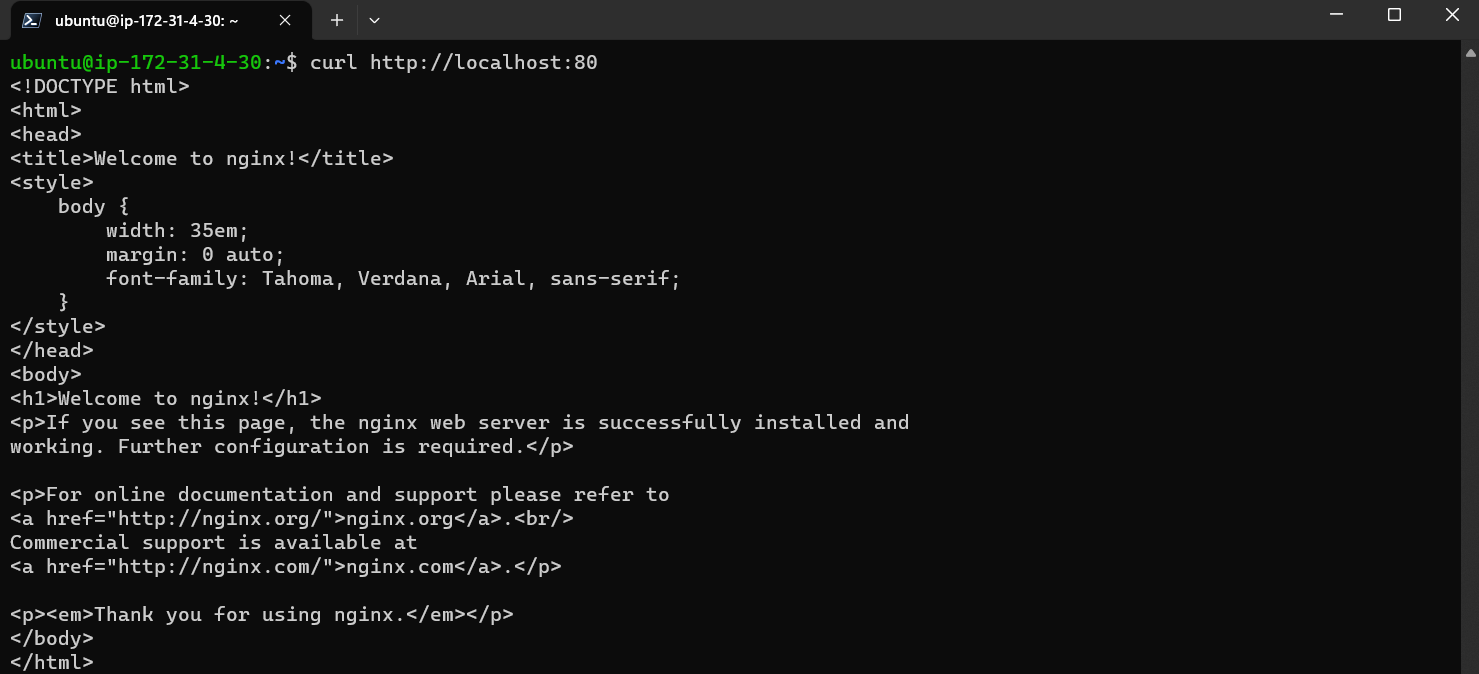 ubuntu@ip-172-31-4-30: ~
ubuntu@ip-172-31-4-30:~$ curl http://localhost:80
<!DOCTYPE html>
<html>
<head>
<title>Welcome to nginx!</title>
<style>
    body {
        width: 35em;
        margin: 0 auto;
        font-family: Tahoma, Verdana, Arial, sans-serif;
    }
</style>
</head>
<body>
<h1>Welcome to nginx!</h1>
<p>If you see this page, the nginx web server is successfully installed and
working. Further configuration is required.</p>

<p>For online documentation and support please refer to
<a href="http://nginx.org/">nginx.org</a>.<br/>
Commercial support is available at
<a href="http://nginx.com/">nginx.com</a>.</p>

<p><em>Thank you for using nginx.</em></p>
</body>
</html>